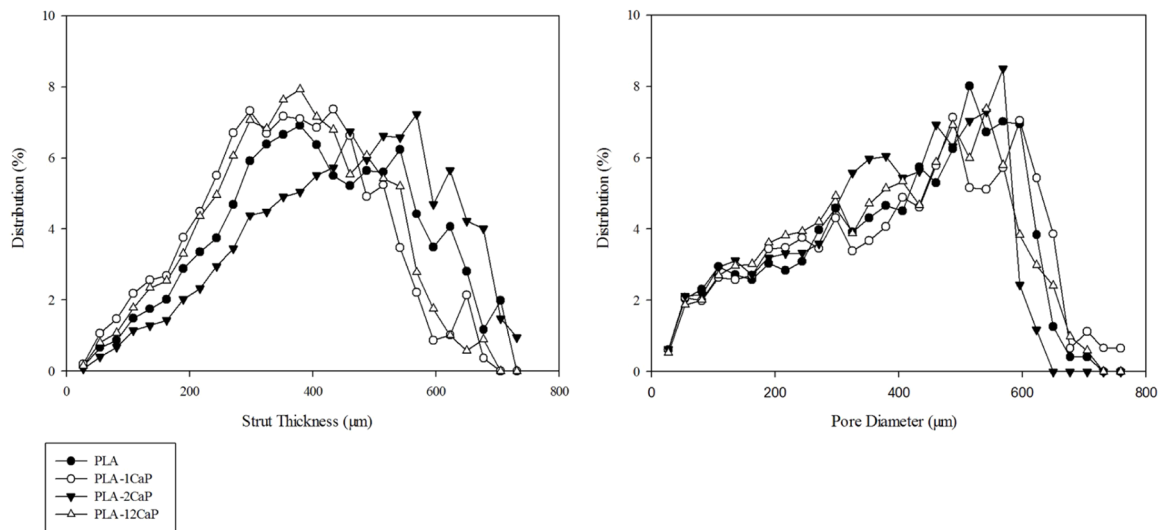 10
8
6
4
2
0
Distribution (%)
0
200
400
600
800
Strut Thickness (μm)
10
8
6
4
2
0
Distribution (%)
0
200
400
600
800
Pore Diameter (μm)
PLA
PLA-1CaP
PLA-2CaP
PLA-12CaP